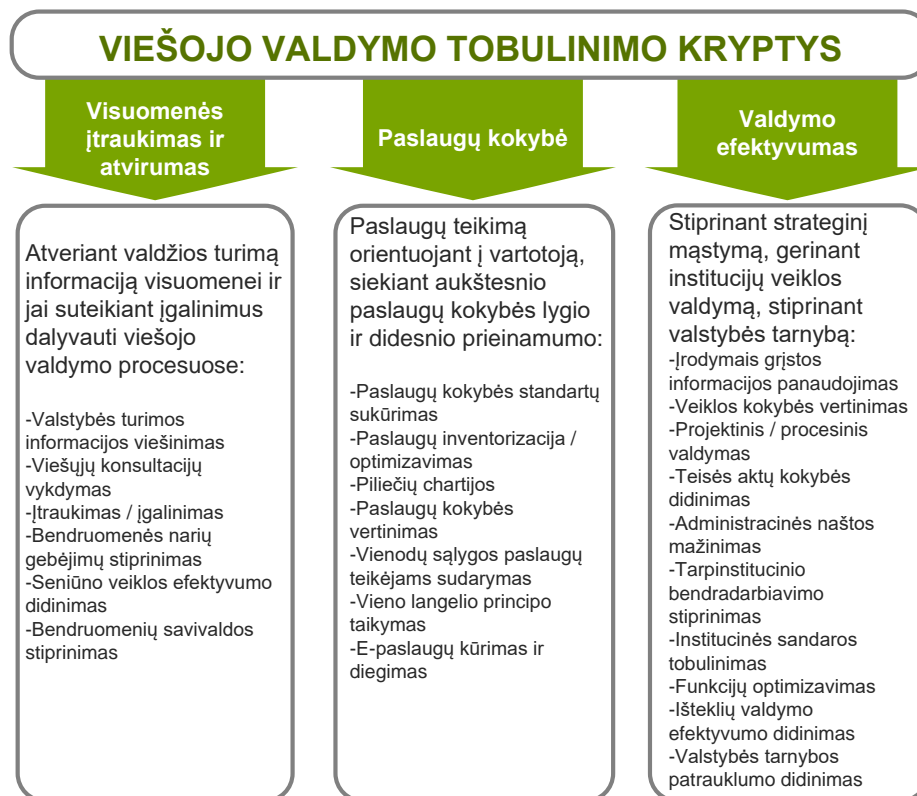 VIEŠOJO VALDYMO TOBULINIMO KRYPTYS
Visuomenės
įtraukimas ir
atvirumas
Atveriant valdžios turimą
informaciją visuomenei ir
jai suteikiant įgalinimus
dalyvauti viešojo
valdymo procesuose:
-Valstybės turimos
informacijos viešinimas
-Viešųjų konsultacijų
vykdymas
-Įtraukimas / įgalinimas
-Bendruomenės narių
gebėjimų stiprinimas
-Seniūno veiklos efektyvumo
didinimas
-Bendruomenių savivaldos
stiprinimas
Paslaugų kokybė
Paslaugų teikimą
orientuojant į vartotoją,
siekiant aukštesnio
paslaugų kokybės lygio
ir didesnio prieinamumo:
-Paslaugų kokybės standartų
sukūrimas
-Paslaugų inventorizacija /
optimizavimas
-Piliečių chartijos
-Paslaugų kokybės
vertinimas
-Vienodų sąlygos paslaugų
teikėjams sudarymas
-Vieno langelio principo
taikymas
-E-paslaugų kūrimas ir
diegimas
Valdymo
efektyvumas
Stiprinant strateginį
mąstymą, gerinant
institucijų veiklos
valdymą, stiprinant
valstybės tarnybą:
-Įrodymais grįstos
informacijos panaudojimas
-Veiklos kokybės vertinimas
-Projektinis / procesinis
valdymas
-Teisės aktų kokybės
didinimas
-Administracinės naštos
mažinimas
-Tarpinstitucinio
bendradarbiavimo
stiprinimas
-Institucinės sandaros
tobulinimas
-Funkcijų optimizavimas
-Išteklių valdymo
efektyvumo didinimas
-Valstybės tarnybos
patrauklumo didinimas